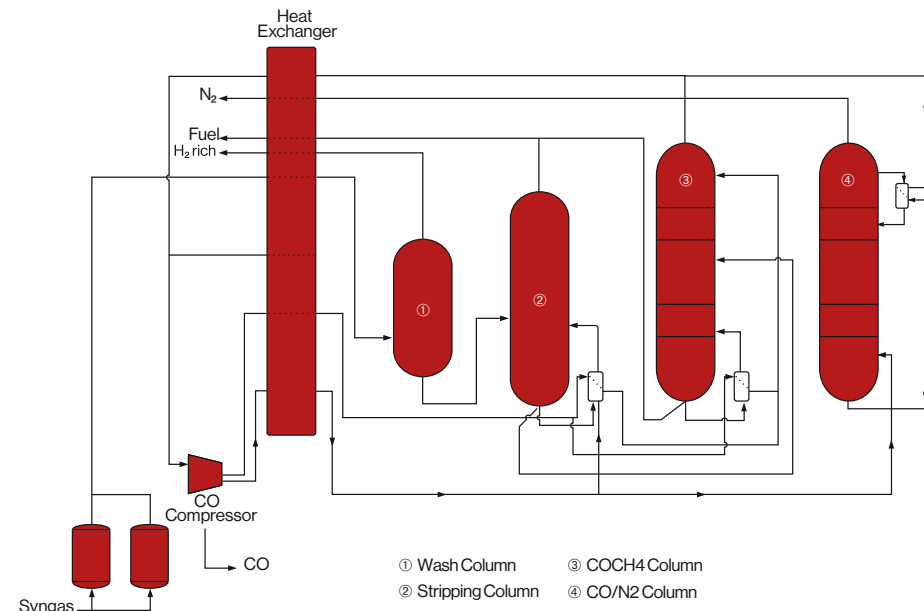 Heat
Exchanger
N₂
Fuel
H₂ rich
③
④
①
②
CO
Compressor
CO
① Wash Column
③ COCH4 Column
② Stripping Column
④ CO/N2 Column
Syngas